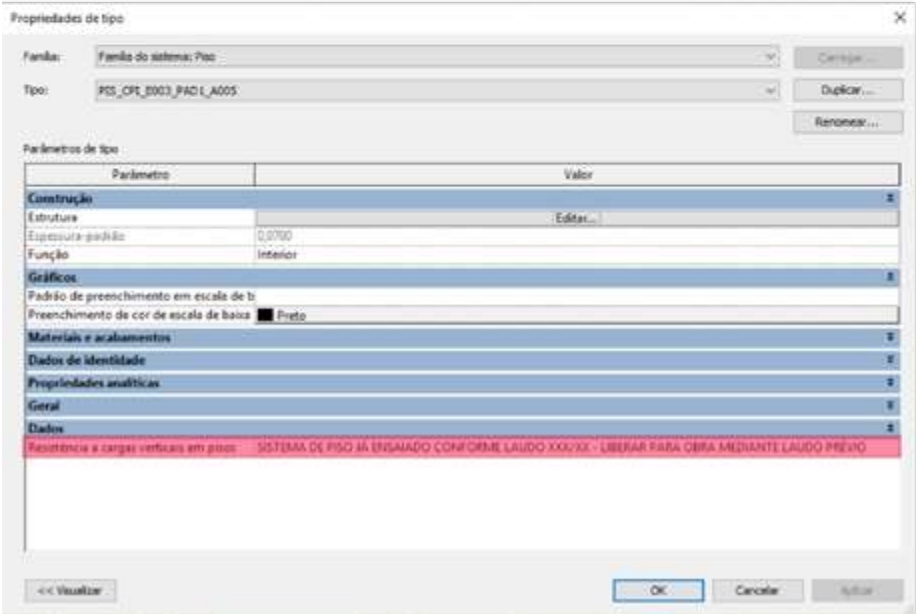 Propriedades de tipo
Família: Família do sistema: Piso Carregar...
Tipo: PIS_CPI_E003_PAD1_A005 Duplicar...
Renomear...
Parâmetros de tipo
Parâmetro Valor
Construção
Estrutura Editar...
Espessura-padrão 0,0700
Função Interior
Gráficos
Padrão de preenchimento em escala de b
Preenchimento de cor de escala de baixa Preto
Materiais e acabamentos
Dados de identidade
Propriedades analíticas
Geral
Dados
Resistência a cargas verticais em pisos SISTEMA DE PISO JÁ ENSAIADO CONFORME LAUDO XXX/XX - LIBERAR PARA OBRA MEDIANTE LAUDO PRÉVIO
<< Visualizar OK Cancelar Aplicar